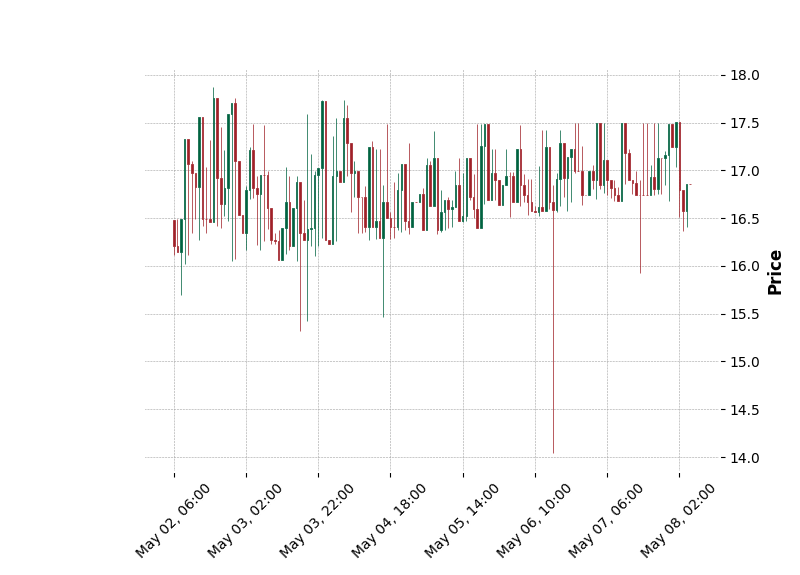 18.0
17.5
17.0
16.5
16.0
15.5
15.0
14.5
14.0
Price
May 02, 06:00
May 03, 02:00
May 03, 22:00
May 04, 18:00
May 05, 14:00
May 06, 10:00
May 07, 06:00
May 08, 02:00